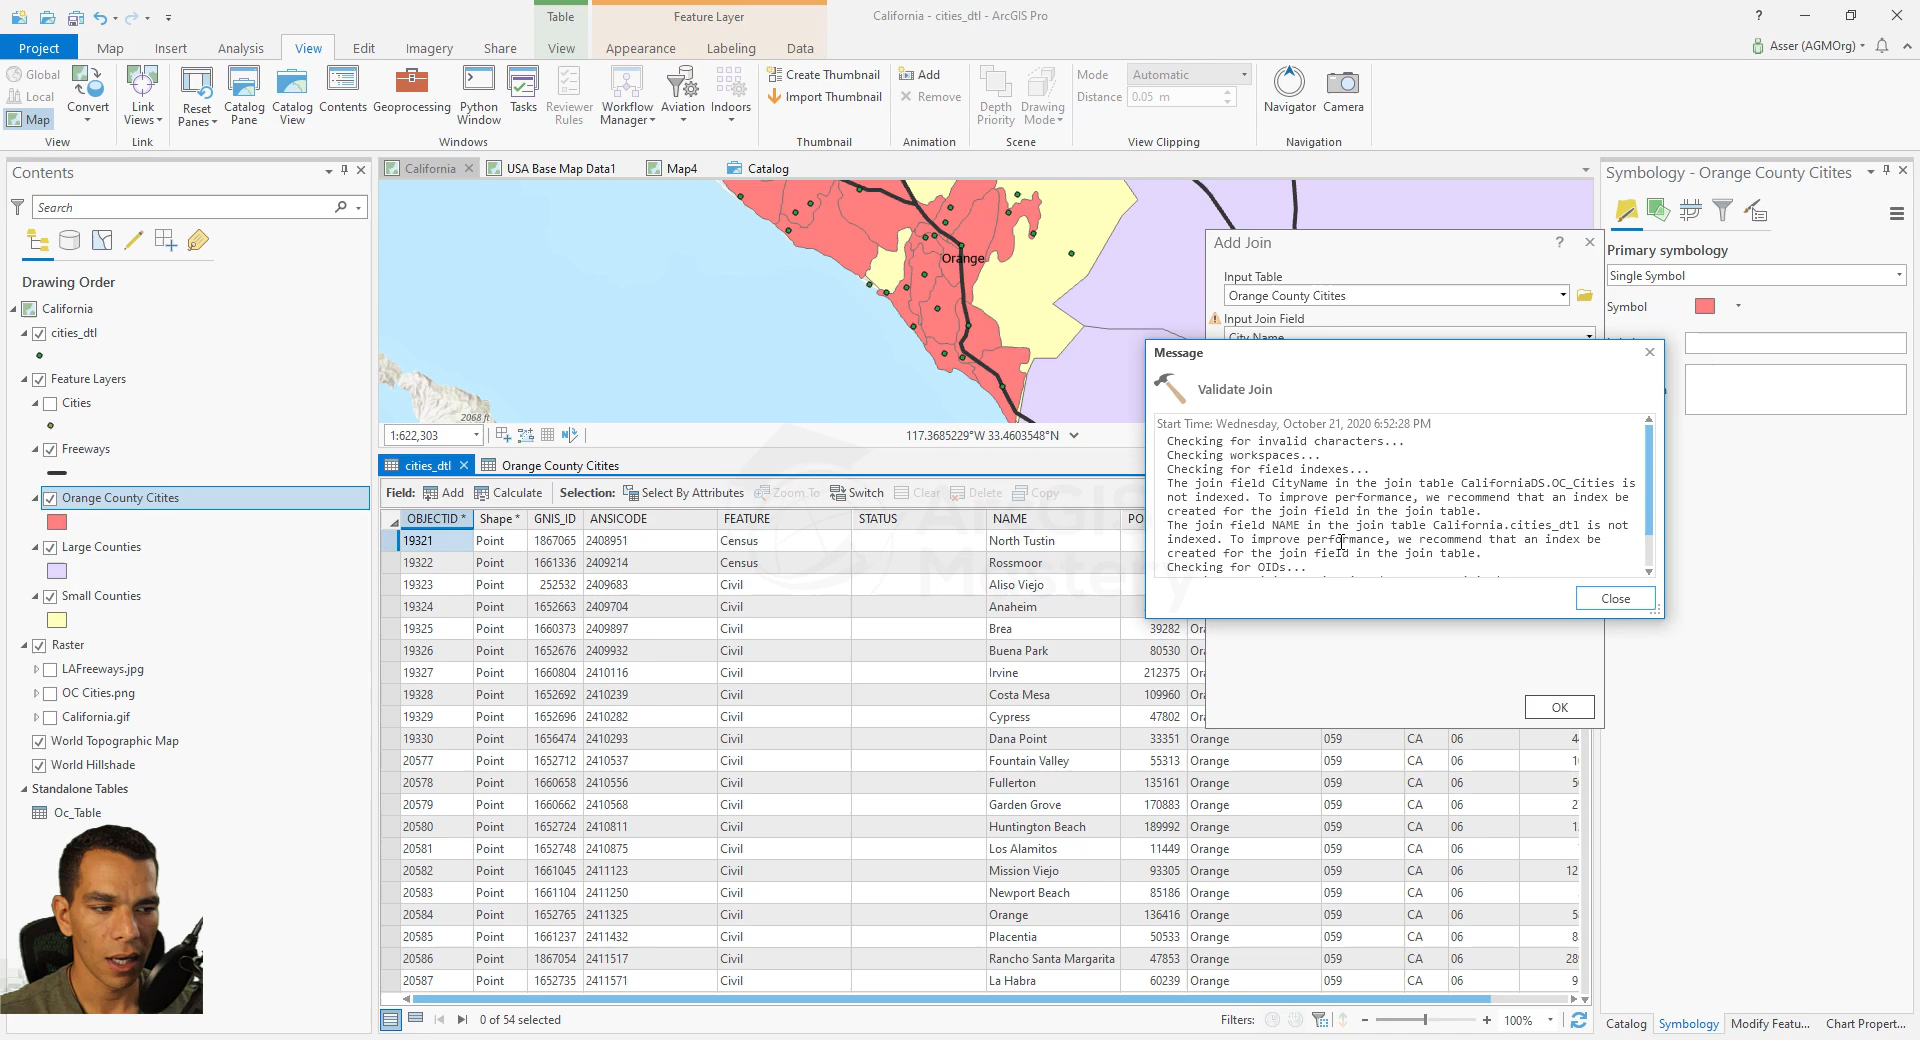 California - cities_dtl - ArcGIS Pro
Table
Feature Layer
Asser (AGMOrg)
Project
Map
Insert
Analysis
View
Edit
Imagery
Share
View
Appearance
Labeling
Data
Global
Local
Map
Convert
View
Link Views
Link
Reset Panes
Catalog Pane
Catalog View
Contents
Geoprocessing
Python Window
Tasks
Reviewer Rules
Workflow Manager
Aviation
Indoors
Windows
Create Thumbnail
Import Thumbnail
Thumbnail
Add
Remove
Animation
Depth Priority
Drawing Mode
Scene
Mode Automatic
Distance 0.05 m
View Clipping
Navigator
Camera
Navigation
Contents
Search
Drawing Order
California
cities_dtl
Feature Layers
Cities
Freeways
Orange County Citites
Large Counties
Small Counties
Raster
LAFreeways.jpg
OC Cities.png
California.gif
World Topographic Map
World Hillshade
Standalone Tables
Oc_Table
California
USA Base Map Data1
Map4
Catalog
Orange
2068 ft
1:622,303
117.3685229°W 33.4603548°N
cities_dtl
Orange County Citites
Field: Add Calculate Selection: Select By Attributes Zoom To Switch Clear Delete Copy
OBJECTID * Shape * GNIS_ID ANSICODE FEATURE STATUS NAME PO
19321 Point 1867065 2408951 Census North Tustin
19322 Point 1661336 2409214 Census Rossmoor
19323 Point 252532 2409683 Civil Aliso Viejo
19324 Point 1652663 2409704 Civil Anaheim
19325 Point 1660373 2409897 Civil Brea 39282 Ora
19326 Point 1652676 2409932 Civil Buena Park 80530 Ora
19327 Point 1660804 2410116 Civil Irvine 212375 Ora
19328 Point 1652692 2410239 Civil Costa Mesa 109960 Ora
19329 Point 1652696 2410282 Civil Cypress 47802 Ora
19330 Point 1656474 2410293 Civil Dana Point 33351 Orange 059 CA 06 4
20577 Point 1652712 2410537 Civil Fountain Valley 55313 Orange 059 CA 06 1
20578 Point 1660658 2410556 Civil Fullerton 135161 Orange 059 CA 06 5
20579 Point 1660662 2410568 Civil Garden Grove 170883 Orange 059 CA 06 2
20580 Point 1652724 2410811 Civil Huntington Beach 189992 Orange 059 CA 06 1
20581 Point 1652748 2410875 Civil Los Alamitos 11449 Orange 059 CA 06
20582 Point 1661045 2411123 Civil Mission Viejo 93305 Orange 059 CA 06 12
20583 Point 1661104 2411250 Civil Newport Beach 85186 Orange 059 CA 06
20584 Point 1652765 2411325 Civil Orange 136416 Orange 059 CA 06 5
20585 Point 1661237 2411432 Civil Placentia 50533 Orange 059 CA 06 8
20586 Point 1867054 2411517 Civil Rancho Santa Margarita 47853 Orange 059 CA 06 28
20587 Point 1652735 2411571 Civil La Habra 60239 Orange 059 CA 06 9
0 of 54 selected
Filters:
100%
ArcGIS
Mastery
Add Join
Input Table
Orange County Citites
Input Join Field
City Name
OK
Message
Validate Join
Start Time: Wednesday, October 21, 2020 6:52:28 PM
Checking for invalid characters...
Checking workspaces...
Checking for field indexes...
The join field CityName in the join table CaliforniaDS.OC_Cities is
not indexed. To improve performance, we recommend that an index be
created for the join field in the join table.
The join field NAME in the join table California.cities_dtl is not
indexed. To improve performance, we recommend that an index be
created for the join field in the join table.
Checking for OIDs...
Close
Symbology - Orange County Citites
Primary symbology
Single Symbol
Symbol
Catalog
Symbology
Modify Featu...
Chart Propert...